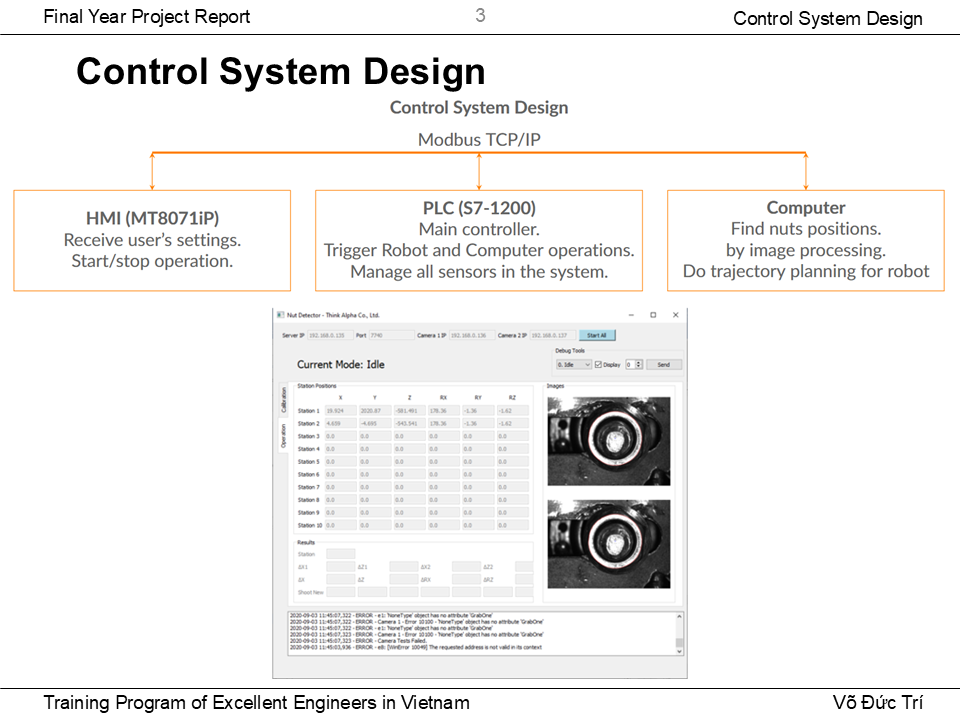 Final Year Project Report
3
Control System Design
Control System Design
Control System Design
Modbus TCP/IP
HMI (MT8071iP)
Receive user's settings.
Start/stop operation.
PLC (S7-1200)
Main controller.
Trigger Robot and Computer operations.
Manage all sensors in the system.
Computer
Find nuts positions.
by image processing.
Do trajectory planning for robot
Nut Detector - Think Alpha Co., Ltd.
Server IP 192.168.0.135 Port 7740 Camera 1 IP 192.168.0.136 Camera 2 IP 192.168.0.137 Start All
Current Mode: Idle
Debug Tools
0. Idle Display 0 Send
Calibration
Operation
Station Positions
X Y Z RX RY RZ
Station 1 19.924 2020.87 -581.481 178.36 -1.36 -1.62
Station 2 4.659 -4.695 -543.541 178.36 -1.36 -1.62
Station 3 0.0 0.0 0.0 0.0 0.0 0.0
Station 4 0.0 0.0 0.0 0.0 0.0 0.0
Station 5 0.0 0.0 0.0 0.0 0.0 0.0
Station 6 0.0 0.0 0.0 0.0 0.0 0.0
Station 7 0.0 0.0 0.0 0.0 0.0 0.0
Station 8 0.0 0.0 0.0 0.0 0.0 0.0
Station 9 0.0 0.0 0.0 0.0 0.0 0.0
Station 10 0.0 0.0 0.0 0.0 0.0 0.0
Images
Results
Station
ΔX1 ΔZ1 ΔX2 ΔZ2
ΔX ΔZ ΔRX ΔRZ
Shoot New
2020-09-03 11:45:07,322 - ERROR - e1: 'NoneType' object has no attribute 'GrabOne'
2020-09-03 11:45:07,322 - ERROR - Camera 1 - Error 10100 - 'NoneType' object has no attribute 'GrabOne'
2020-09-03 11:45:07,322 - ERROR - e1: 'NoneType' object has no attribute 'GrabOne'
2020-09-03 11:45:07,323 - ERROR - Camera 1 - Error 10100 - 'NoneType' object has no attribute 'GrabOne'
2020-09-03 11:45:07,323 - ERROR - Camera Tests Failed.
2020-09-03 11:45:03,936 - ERROR - e8: [WinError 10049] The requested address is not valid in its context
Training Program of Excellent Engineers in Vietnam
Võ Đức Trí